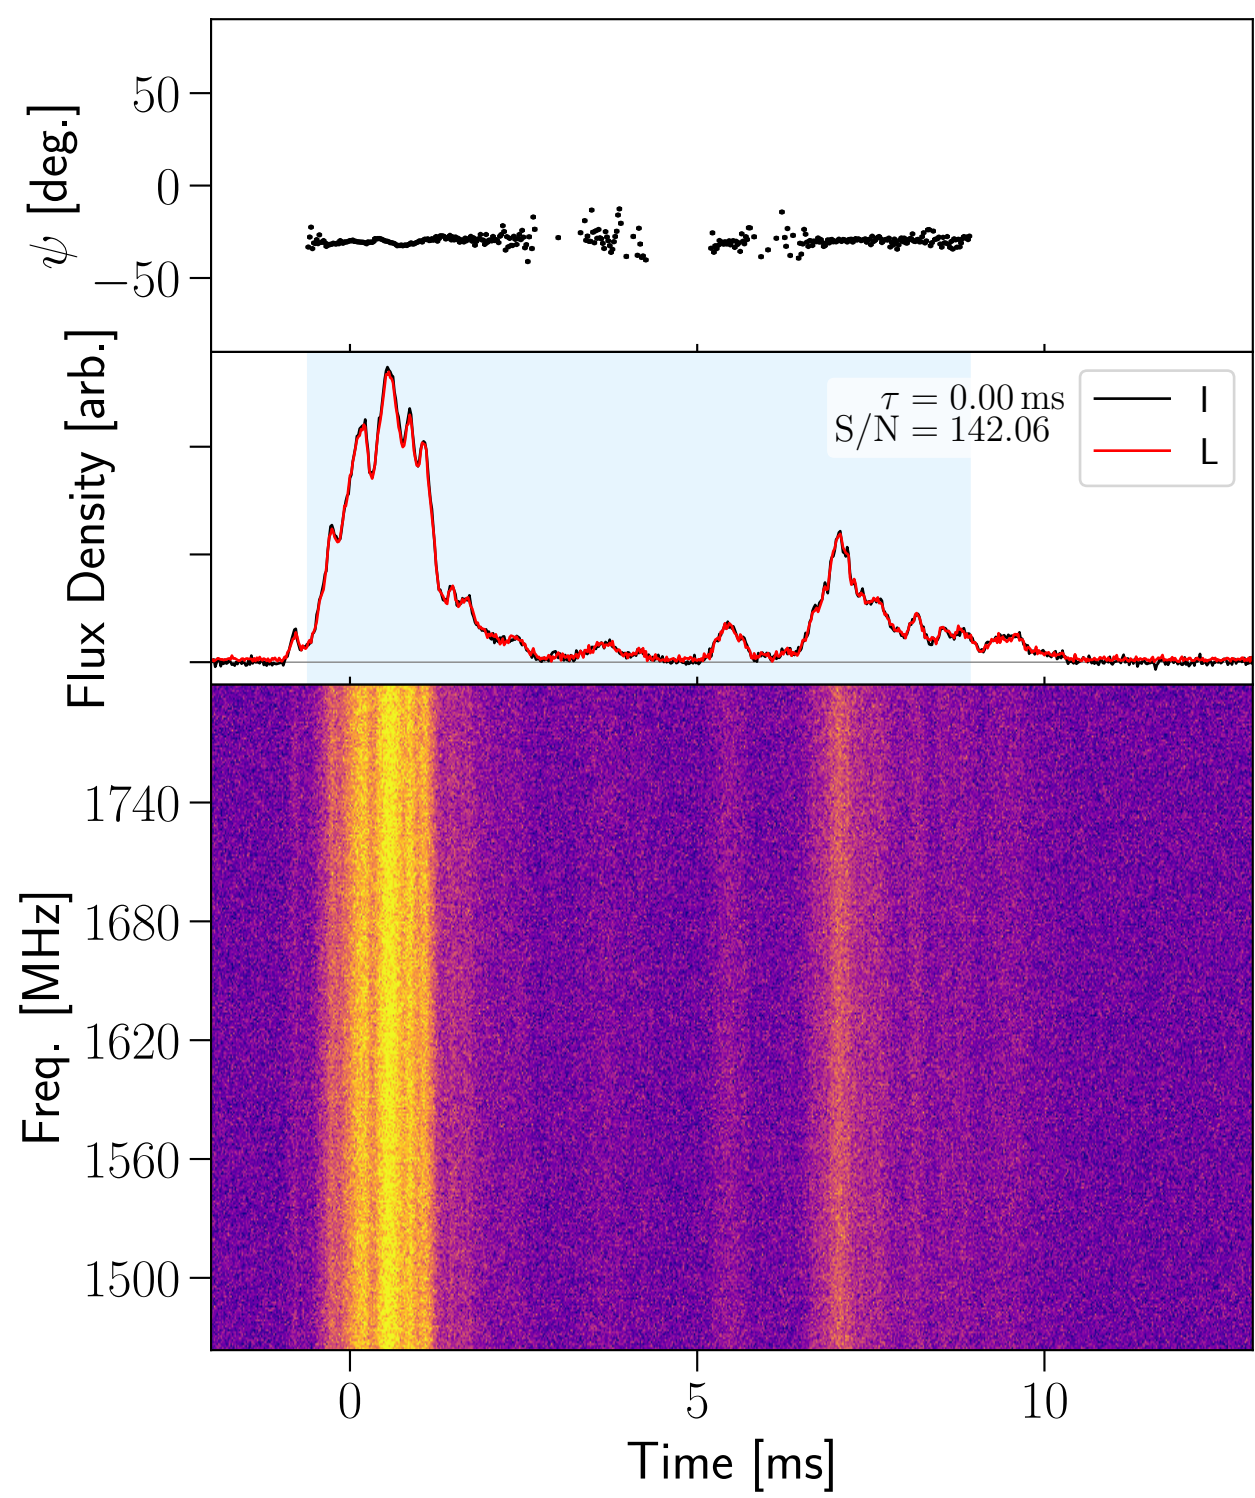 ψ [deg.]
50
0
−50
Flux Density [arb.]
τ = 0.00 ms
S/N = 142.06
I
L
Freq. [MHz]
1740
1680
1620
1560
1500
0 5 10
Time [ms]